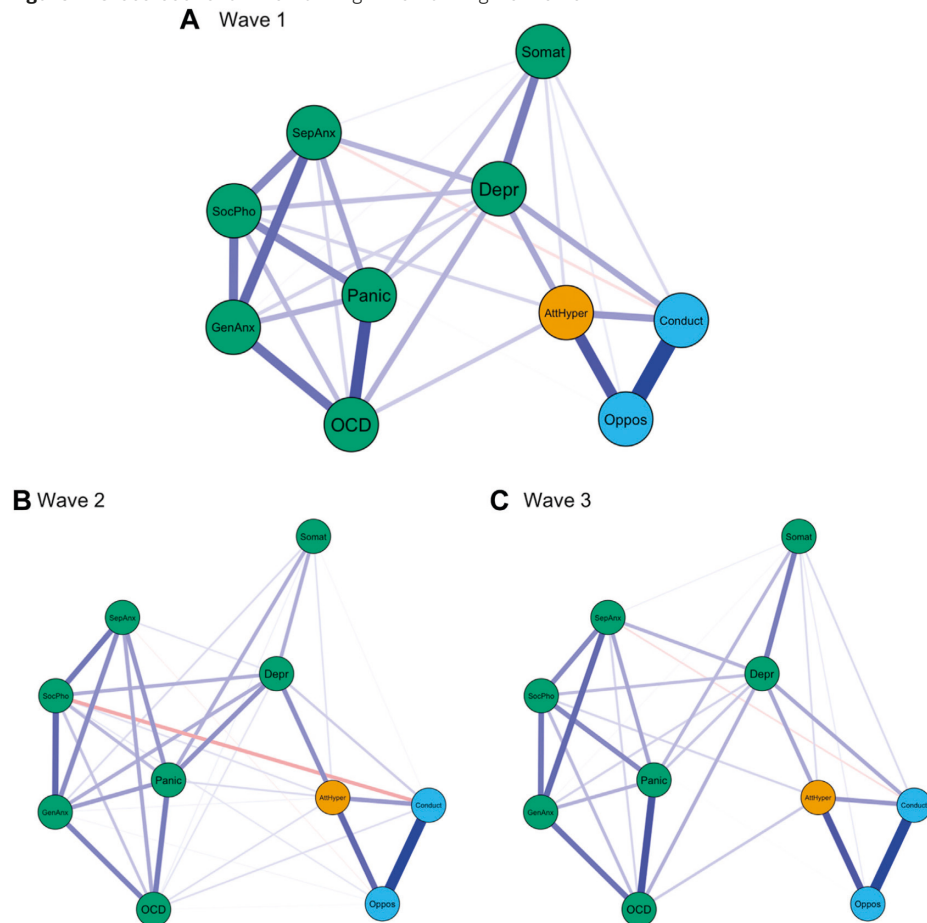 A Wave 1
Somat
SepAnx
Depr
SocPho
Panic
AttHyper
Conduct
GenAnx
OCD
Oppos
B Wave 2
Somat
SepAnx
Depr
SocPho
Panic
AttHyper
Conduct
GenAnx
OCD
Oppos
C Wave 3
Somat
SepAnx
Depr
SocPho
Panic
AttHyper
Conduct
GenAnx
OCD
Oppos